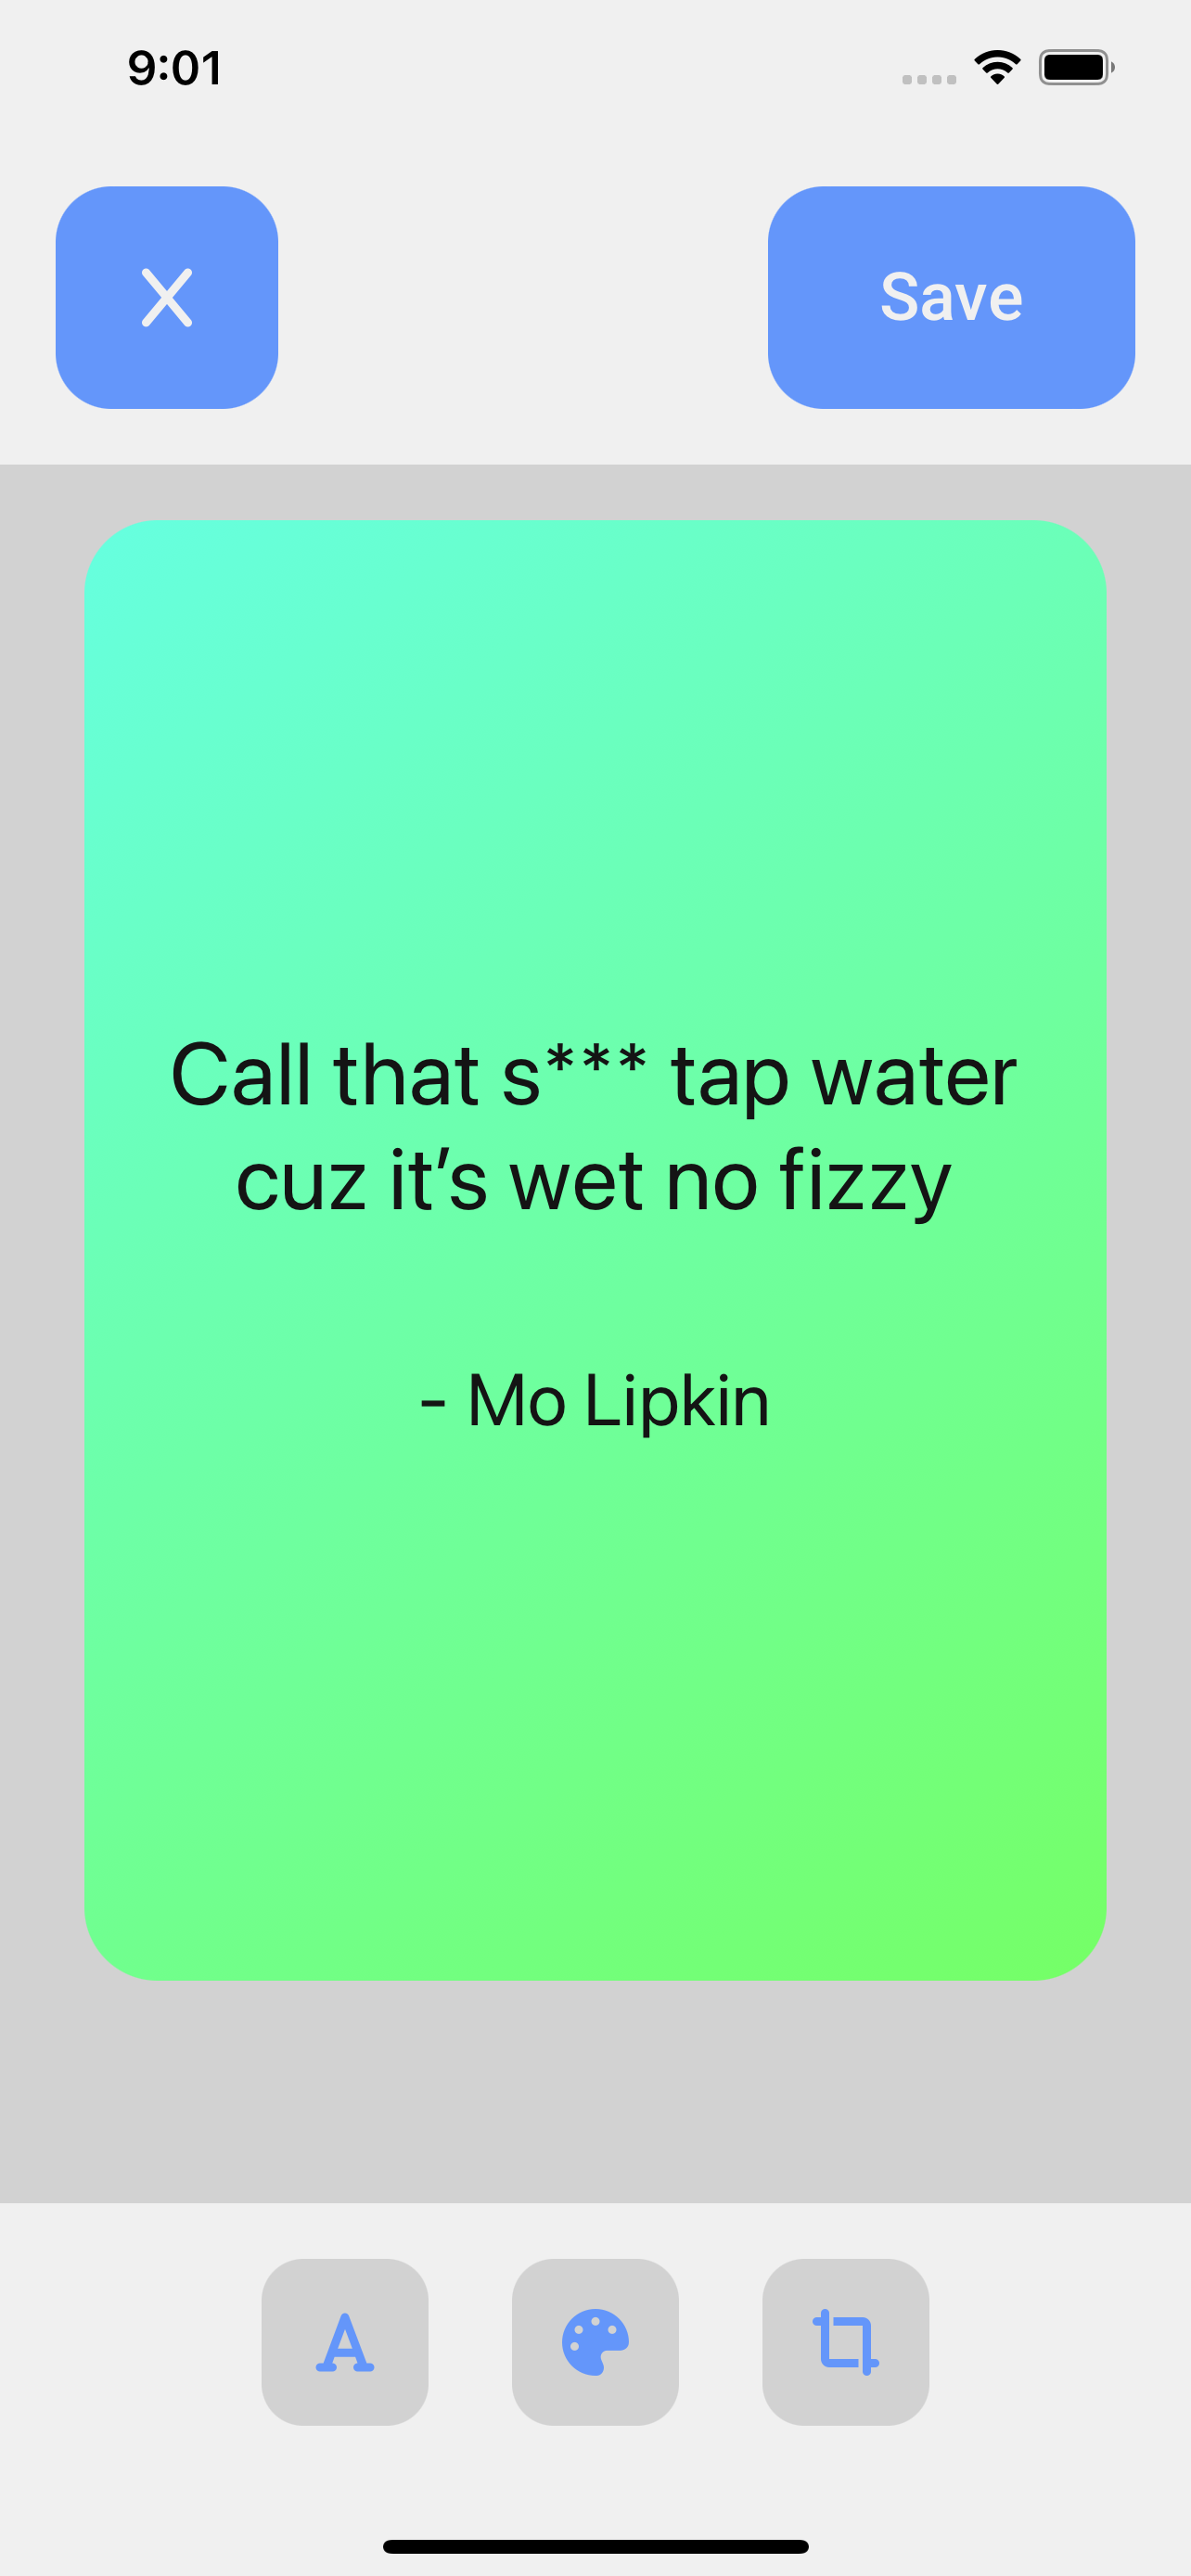 9:01
Save
Call that s*** tap water
cuz it’s wet no fizzy
- Mo Lipkin